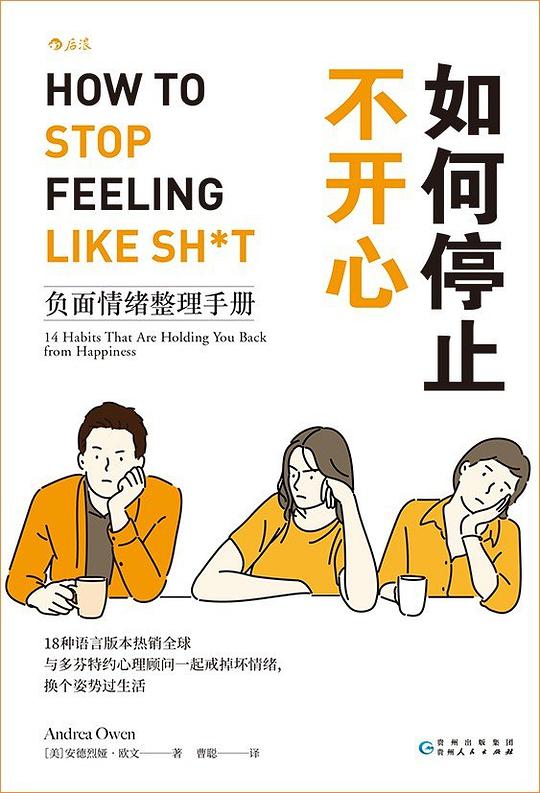 后浪
HOW TO
STOP
FEELING
LIKE SH*T
如何停止
不开心
负面情绪整理手册
14 Habits That Are Holding You Back
from Happiness
18种语言版本热销全球
与多芬特约心理顾问一起戒掉坏情绪，
换个姿势过生活
Andrea Owen
[美]安德烈娅·欧文——著 曹聪——译
贵州出版集团
贵州人民出版社